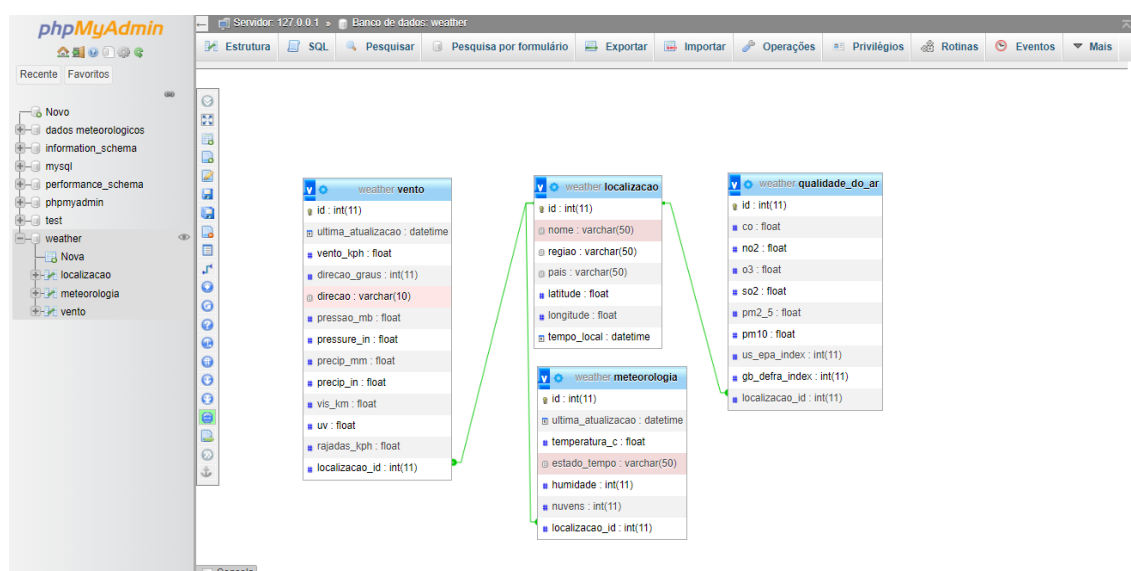 phpMyAdmin
Recente Favoritos
Novo
dados meteorologicos
information_schema
mysql
performance_schema
phpmyadmin
test
weather
Nova
localizacao
meteorologia
vento
Servidor: 127.0.0.1 » Banco de dados: weather
Estrutura SQL Pesquisar Pesquisa por formulário Exportar Importar Operações Privilégios Rotinas Eventos Mais
weather vento
id : int(11)
ultima_atualizacao : datetime
vento_kph : float
direcao_graus : int(11)
direcao : varchar(10)
pressao_mb : float
pressure_in : float
precip_mm : float
precip_in : float
vis_km : float
uv : float
rajadas_kph : float
localizacao_id : int(11)
weather localizacao
id : int(11)
nome : varchar(50)
regiao : varchar(50)
pais : varchar(50)
latitude : float
longitude : float
tempo_local : datetime
weather meteorologia
id : int(11)
ultima_atualizacao : datetime
temperatura_c : float
estado_tempo : varchar(50)
humidade : int(11)
nuvens : int(11)
localizacao_id : int(11)
weather qualidade_do_ar
id : int(11)
co : float
no2 : float
o3 : float
so2 : float
pm2_5 : float
pm10 : float
us_epa_index : int(11)
gb_defra_index : int(11)
localizacao_id : int(11)